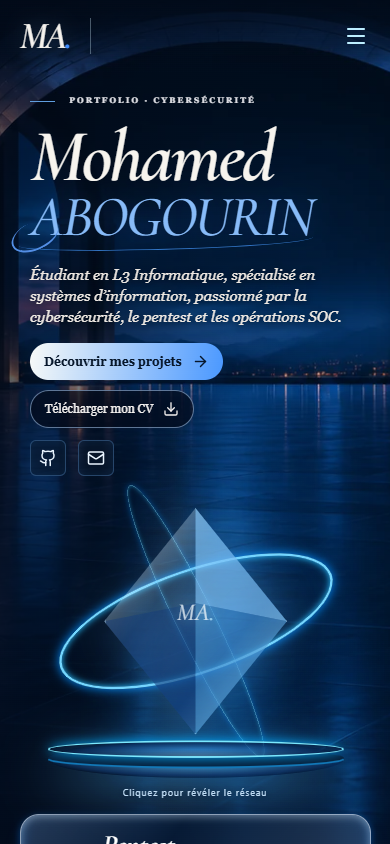 MA.
PORTFOLIO · CYBERSÉCURITÉ
Mohamed
ABOGOURIN
Étudiant en L3 Informatique, spécialisé en
systèmes d'information, passionné par la
cybersécurité, le pentest et les opérations SOC.
Découvrir mes projets
Télécharger mon CV
MA.
Cliquez pour révéler le réseau
Pentest